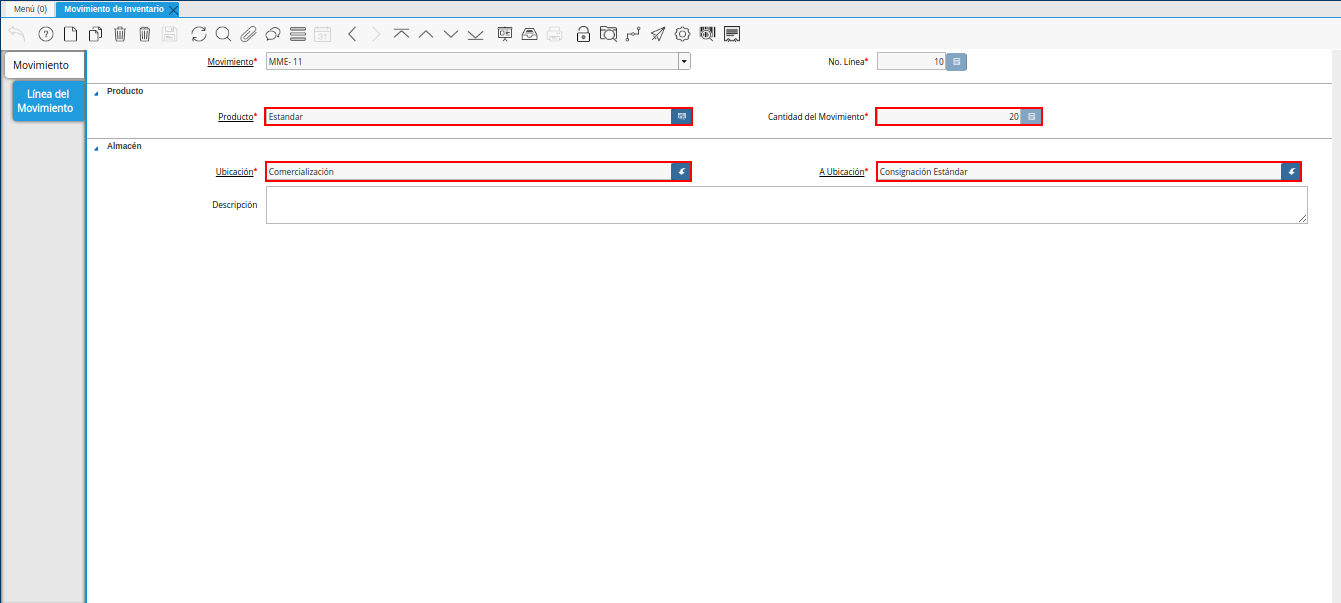 Menú (0) Movimiento de Inventario
Movimiento
Línea del
Movimiento
Movimiento* MME- 11 No. Línea* 10
Producto
Producto* Estandar Cantidad del Movimiento* 20
Almacén
Ubicación* Comercialización A Ubicación* Consignación Estándar
Descripción